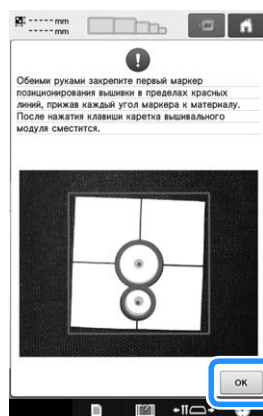 ------ mm
------ mm
Обеими руками закрепите первый маркер
позиционирования вышивки в пределах красных
линий, прижав каждый угол маркера к материалу.
После нажатия клавиши каретка вышивального
модуля сместится.
OK